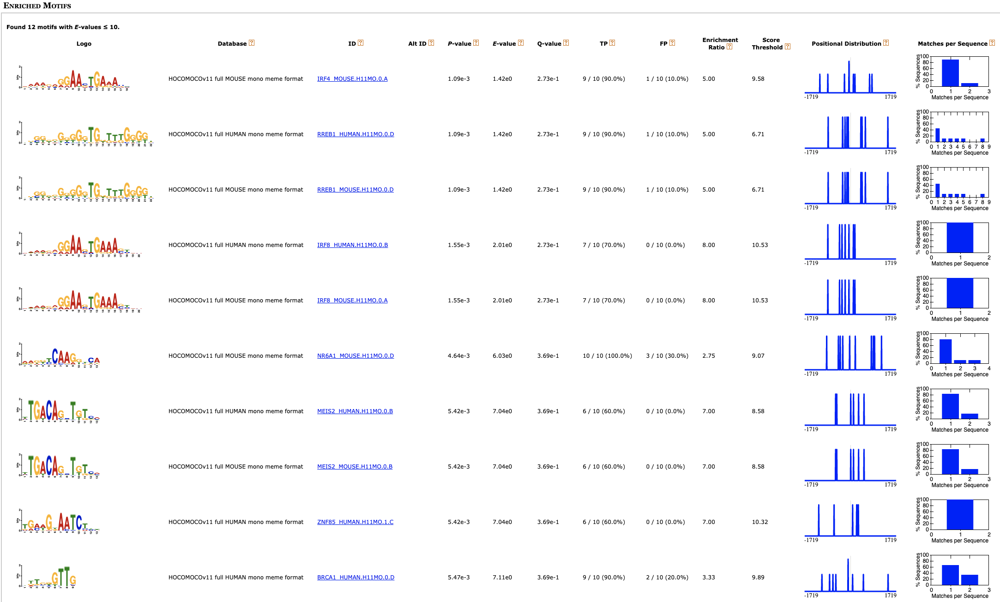 ENRICHED MOTIFS
Found 12 motifs with E-values ≤ 10.
Logo Database ? ID ? Alt ID ? P-value ? E-value ? Q-value ? TP ? FP ? Enrichment Ratio ? Score Threshold ? Positional Distribution ? Matches per Sequence ?
HOCOMOCOv11 full MOUSE mono meme format IRF4_MOUSE.H11MO.0.A 1.09e-3 1.42e0 2.73e-1 9 / 10 (90.0%) 1 / 10 (10.0%) 5.00 9.58
-1719 1719
% Sequences
100
80
60
40
20
0
0 1 2 3
Matches per Sequence
HOCOMOCOv11 full HUMAN mono meme format RREB1_HUMAN.H11MO.0.D 1.09e-3 1.42e0 2.73e-1 9 / 10 (90.0%) 1 / 10 (10.0%) 5.00 6.71
-1719 1719
% Sequences
100
80
60
40
20
0
0 1 2 3 4 5 6 7 8 9
Matches per Sequence
HOCOMOCOv11 full MOUSE mono meme format RREB1_MOUSE.H11MO.0.D 1.09e-3 1.42e0 2.73e-1 9 / 10 (90.0%) 1 / 10 (10.0%) 5.00 6.71
-1719 1719
% Sequences
100
80
60
40
20
0
0 1 2 3 4 5 6 7 8 9
Matches per Sequence
HOCOMOCOv11 full HUMAN mono meme format IRF8_HUMAN.H11MO.0.B 1.55e-3 2.01e0 2.73e-1 7 / 10 (70.0%) 0 / 10 (0.0%) 8.00 10.53
-1719 1719
% Sequences
100
80
60
40
20
0
0 1 2
Matches per Sequence
HOCOMOCOv11 full MOUSE mono meme format IRF8_MOUSE.H11MO.0.A 1.55e-3 2.01e0 2.73e-1 7 / 10 (70.0%) 0 / 10 (0.0%) 8.00 10.53
-1719 1719
% Sequences
100
80
60
40
20
0
0 1 2
Matches per Sequence
HOCOMOCOv11 full MOUSE mono meme format NR6A1_MOUSE.H11MO.0.D 4.64e-3 6.03e0 3.69e-1 10 / 10 (100.0%) 3 / 10 (30.0%) 2.75 9.07
-1719 1719
% Sequences
100
80
60
40
20
0
0 1 2 3 4
Matches per Sequence
HOCOMOCOv11 full HUMAN mono meme format MEIS2_HUMAN.H11MO.0.B 5.42e-3 7.04e0 3.69e-1 6 / 10 (60.0%) 0 / 10 (0.0%) 7.00 8.58
-1719 1719
% Sequences
100
80
60
40
20
0
0 1 2 3
Matches per Sequence
HOCOMOCOv11 full MOUSE mono meme format MEIS2_MOUSE.H11MO.0.B 5.42e-3 7.04e0 3.69e-1 6 / 10 (60.0%) 0 / 10 (0.0%) 7.00 8.58
-1719 1719
% Sequences
100
80
60
40
20
0
0 1 2 3
Matches per Sequence
HOCOMOCOv11 full HUMAN mono meme format ZNF85_HUMAN.H11MO.1.C 5.42e-3 7.04e0 3.69e-1 6 / 10 (60.0%) 0 / 10 (0.0%) 7.00 10.32
-1719 1719
% Sequences
100
80
60
40
20
0
0 1 2
Matches per Sequence
HOCOMOCOv11 full HUMAN mono meme format BRCA1_HUMAN.H11MO.0.D 5.47e-3 7.11e0 3.69e-1 9 / 10 (90.0%) 2 / 10 (20.0%) 3.33 9.89
-1719 1719
% Sequences
100
80
60
40
20
0
0 1 2 3
Matches per Sequence